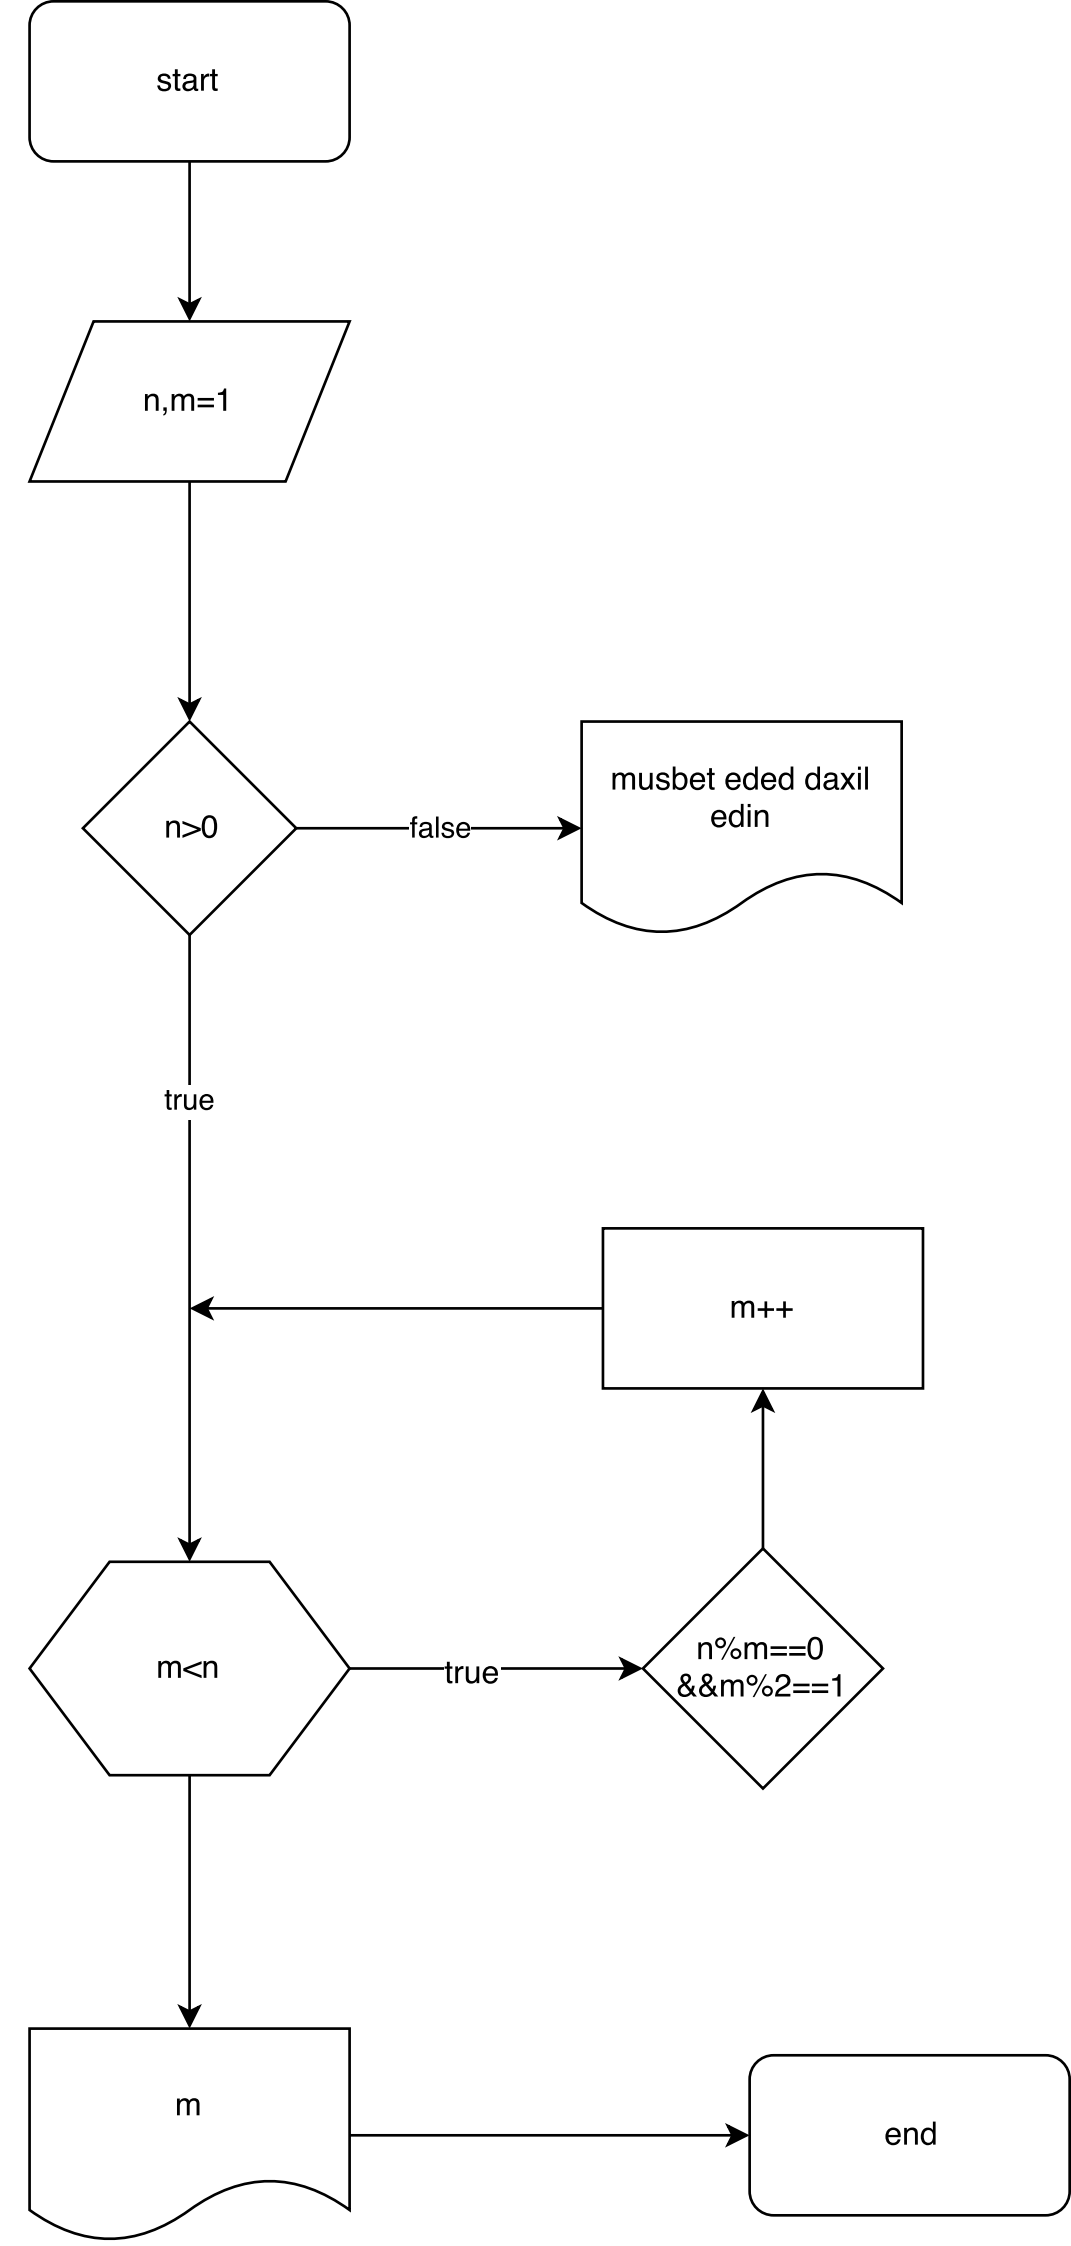 start
n,m=1
n>0
false
musbet eded daxil
edin
true
m++
m<n
true
n%m==0
&&m%2==1
m
end